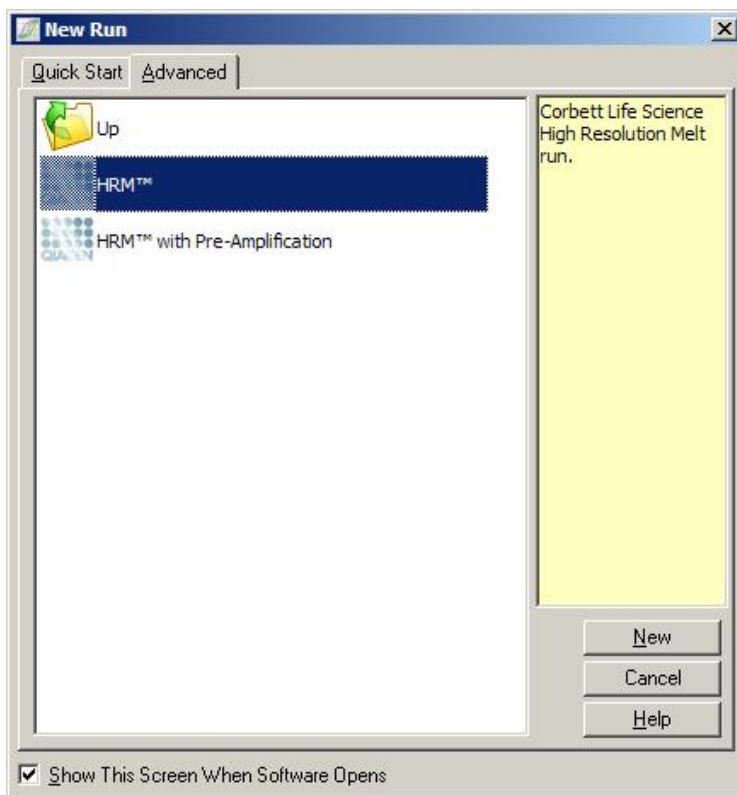 New Run
Quick Start
Advanced
Up
HRM™
HRM™ with Pre-Amplification
QIAGEN
Corbett Life Science
High Resolution Melt
run.
New
Cancel
Help
Show This Screen When Software Opens